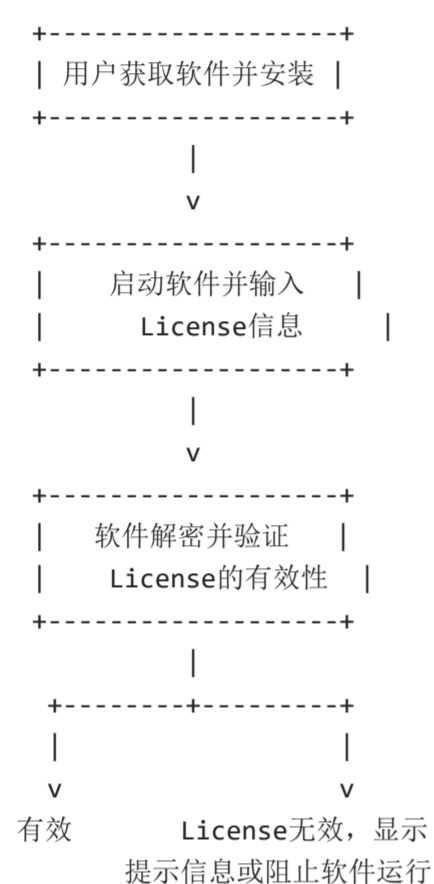 +-------------------+
| 用户获取软件并安装 |
+-------------------+
|
v
+-------------------+
| 启动软件并输入 |
| License信息 |
+-------------------+
|
v
+-------------------+
| 软件解密并验证 |
| License的有效性 |
+-------------------+
|
+--------+---------+
| |
v v
有效 License无效，显示
提示信息或阻止软件运行